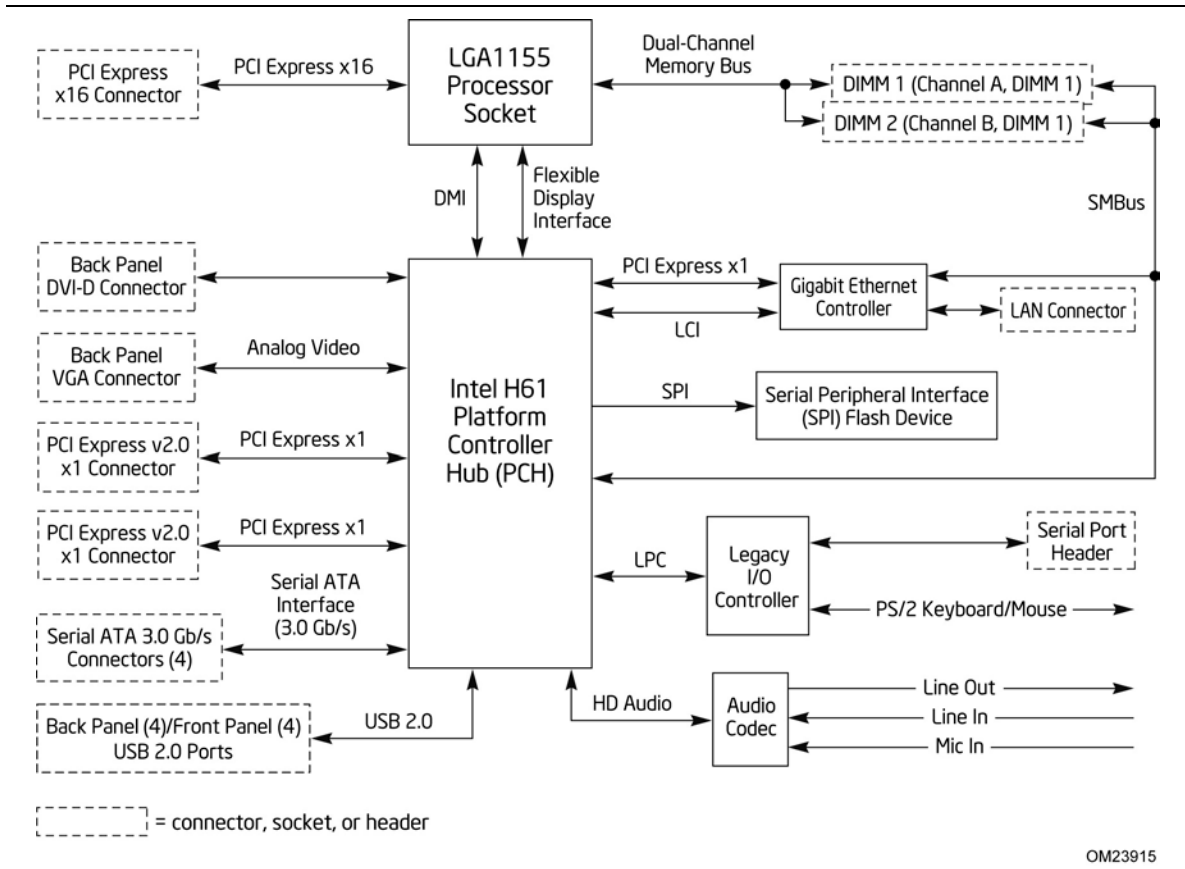 PCI Express
x16 Connector
PCI Express x16
LGA1155
Processor
Socket
Dual-Channel
Memory Bus
DIMM 1 (Channel A, DIMM 1)
DIMM 2 (Channel B, DIMM 1)
DMI
Flexible
Display
Interface
SMBus
Back Panel
DVI-D Connector
PCI Express x1
Gigabit Ethernet
Controller
LAN Connector
LCI
Back Panel
VGA Connector
Analog Video
Intel H61
Platform
Controller
Hub (PCH)
SPI
Serial Peripheral Interface
(SPI) Flash Device
PCI Express v2.0
x1 Connector
PCI Express x1
PCI Express v2.0
x1 Connector
PCI Express x1
LPC
Legacy
I/O
Controller
Serial Port
Header
PS/2 Keyboard/Mouse
Serial ATA
Interface
(3.0 Gb/s)
Serial ATA 3.0 Gb/s
Connectors (4)
Back Panel (4)/Front Panel (4)
USB 2.0 Ports
USB 2.0
HD Audio
Audio
Codec
Line Out
Line In
Mic In
= connector, socket, or header
OM23915